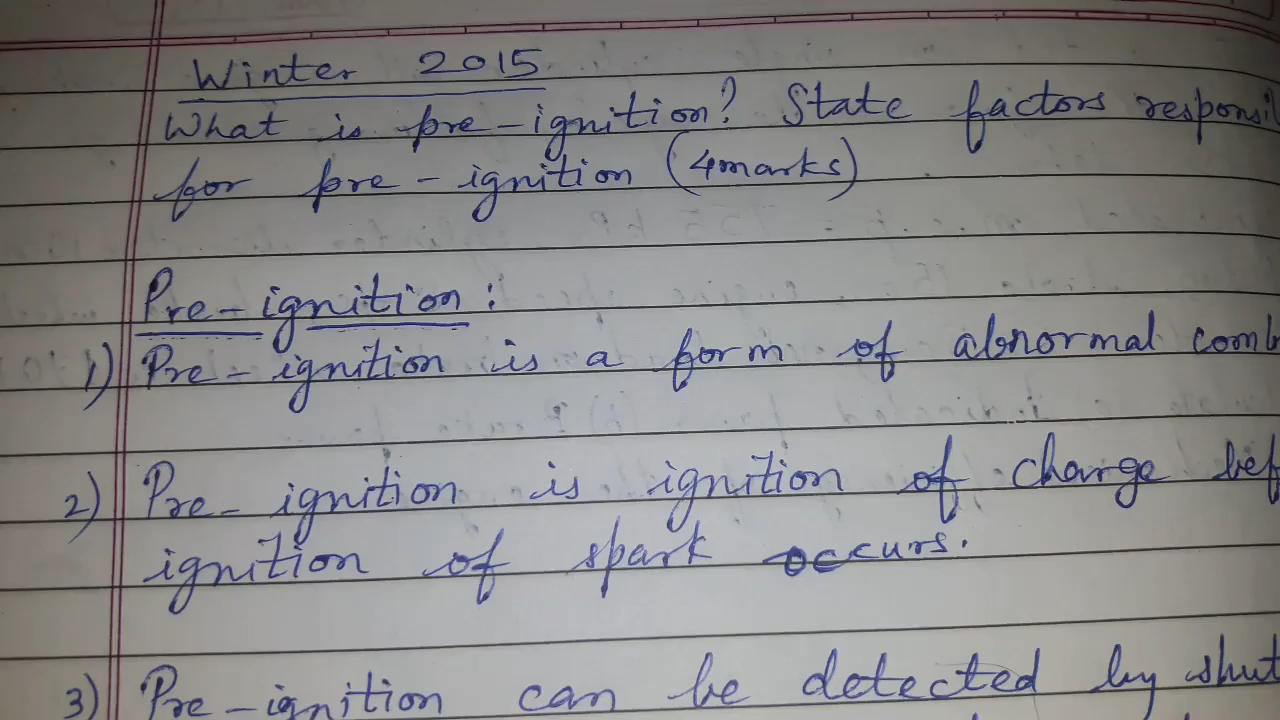 Winter 2015
What is pre-ignition? State factors responsi
for pre-ignition (4marks)
Pre-ignition:
1) Pre-ignition is a form of abnormal comb
2) Pre-ignition is ignition of charge bef
ignition of spark occurs.
3) Pre-ignition can be detected by shut